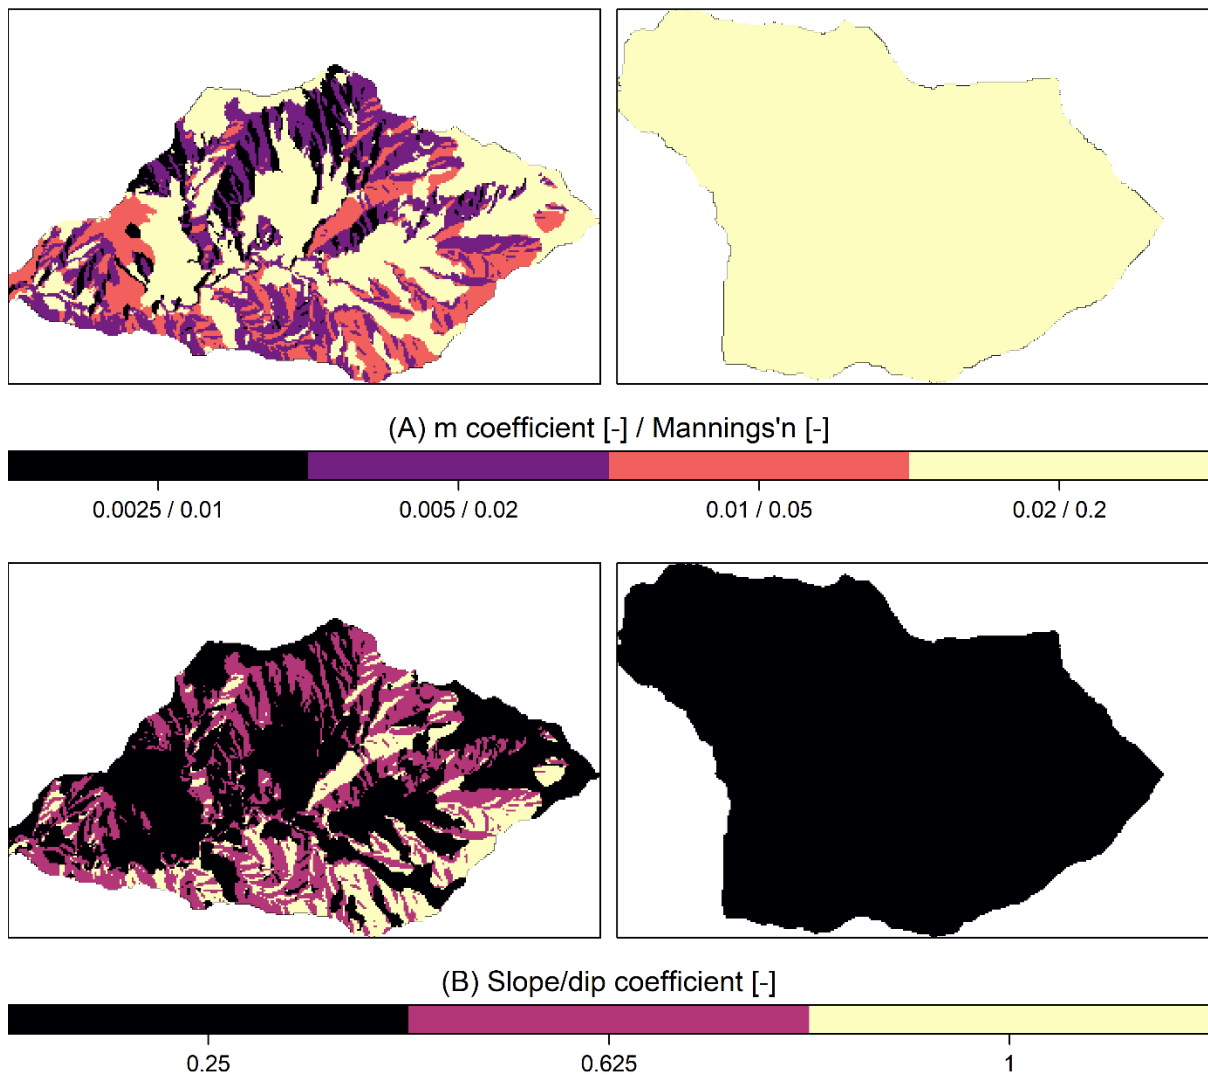 (A) m coefficient [-] / Mannings'n [-]
0.0025 / 0.01 0.005 / 0.02 0.01 / 0.05 0.02 / 0.2
(B) Slope/dip coefficient [-]
0.25 0.625 1